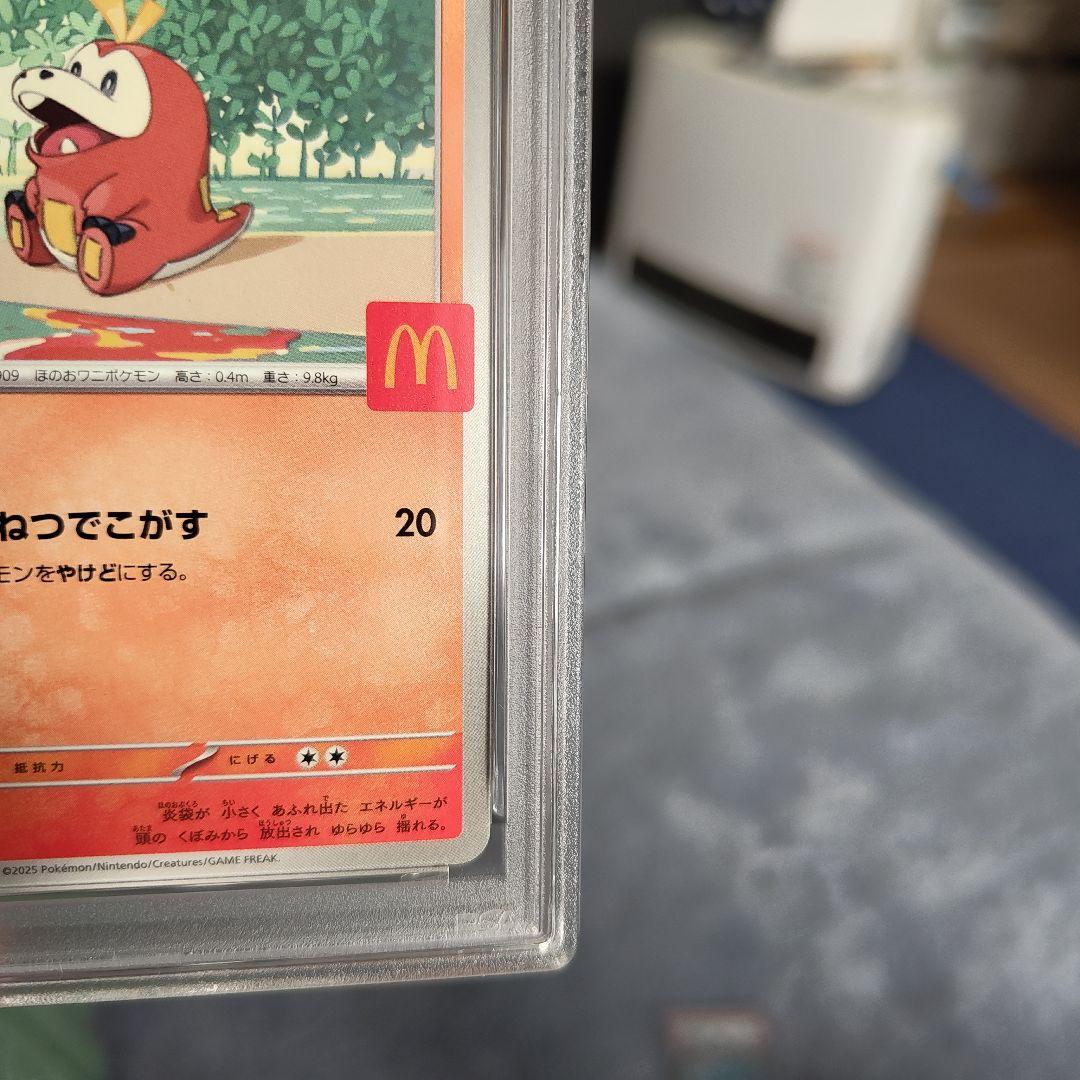 909 ほのおワニポケモン 高さ：0.4m 重さ：9.8kg
ねつでこがす 20
モンをやけどにする。
抵抗力 にげる
炎袋が 小さく あふれ出た エネルギーが
頭の くぼみから 放出され ゆらゆら 揺れる。
©2025 Pokémon/Nintendo/Creatures/GAME FREAK.